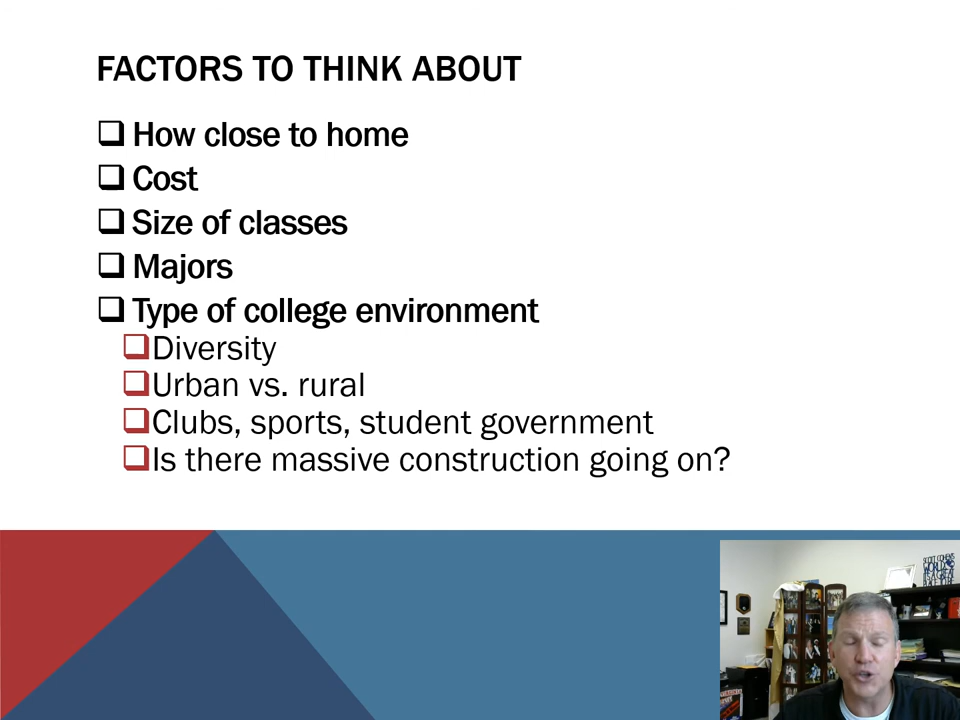 FACTORS TO THINK ABOUT
How close to home
Cost
Size of classes
Majors
Type of college environment
Diversity
Urban vs. rural
Clubs, sports, student government
Is there massive construction going on?